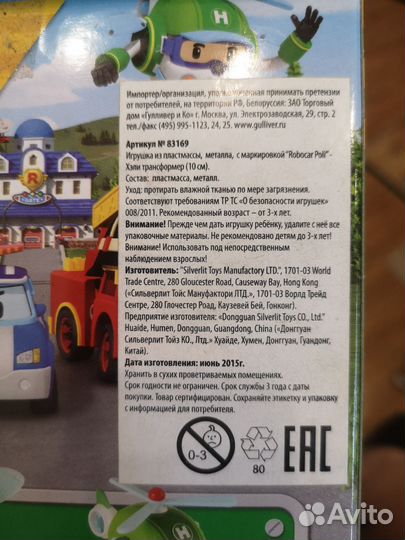 H
Импортер/организация, уполномоченная принимать претензии
от потребителей, на территории РФ, Белоруссия: ЗАО Торговый
дом «Гулливер и Ко» г. Москва, ул. Электрозаводская, 29, стр. 2
тел./факс (495) 995-1123, 24, 25. www.gulliver.ru
Артикул № 83169
Игрушка из пластмассы, металла, с маркировкой "Robocar Poli"-
Хэли трансформер (10 см).
Состав: пластмасса, металл.
Уход: протирать влажной тканью по мере загрязнения.
Соответствуют требованиям ТР ТС «О безопасности игрушек»
008/2011. Рекомендованный возраст – от 3-х лет.
Внимание! Прежде чем дать игрушку ребёнку, удалите с неё все
упаковочные материалы. Не рекомендовано детям до 3-х лет!
Внимание! Использовать под непосредственным
наблюдением взрослых!
Изготовитель: "Silverlit Toys Manufactory LTD.", 1701-03 World
Trade Centre, 280 Gloucester Road, Causeway Bay, Hong Kong
(«Сильверлит Тойс Мануфактори ЛТД.», 1701-03 Ворлд Трейд
Сентре, 280 Глочестер Роад, Каузевей Бей, Гонконг).
Предприятие изготовителя: «Dongguan Silverlit Toys CO., Ltd."
Huaide, Humen, Dongguan, Guangdong, China («Донггуан
Сильверлит Тойз КО., Лтд.» Хуайде, Хумен, Донггуан, Гуандонг,
Китай).
Дата изготовления: июнь 2015г.
Хранить в сухих проветриваемых помещениях.
Срок годности не ограничен. Срок службы 3 года с даты
покупки. Товар сертифицирован. Сохраняйте этикетку и упаковку
с информацией для потребителя.
0-3
80
EAC
R
H
Avito